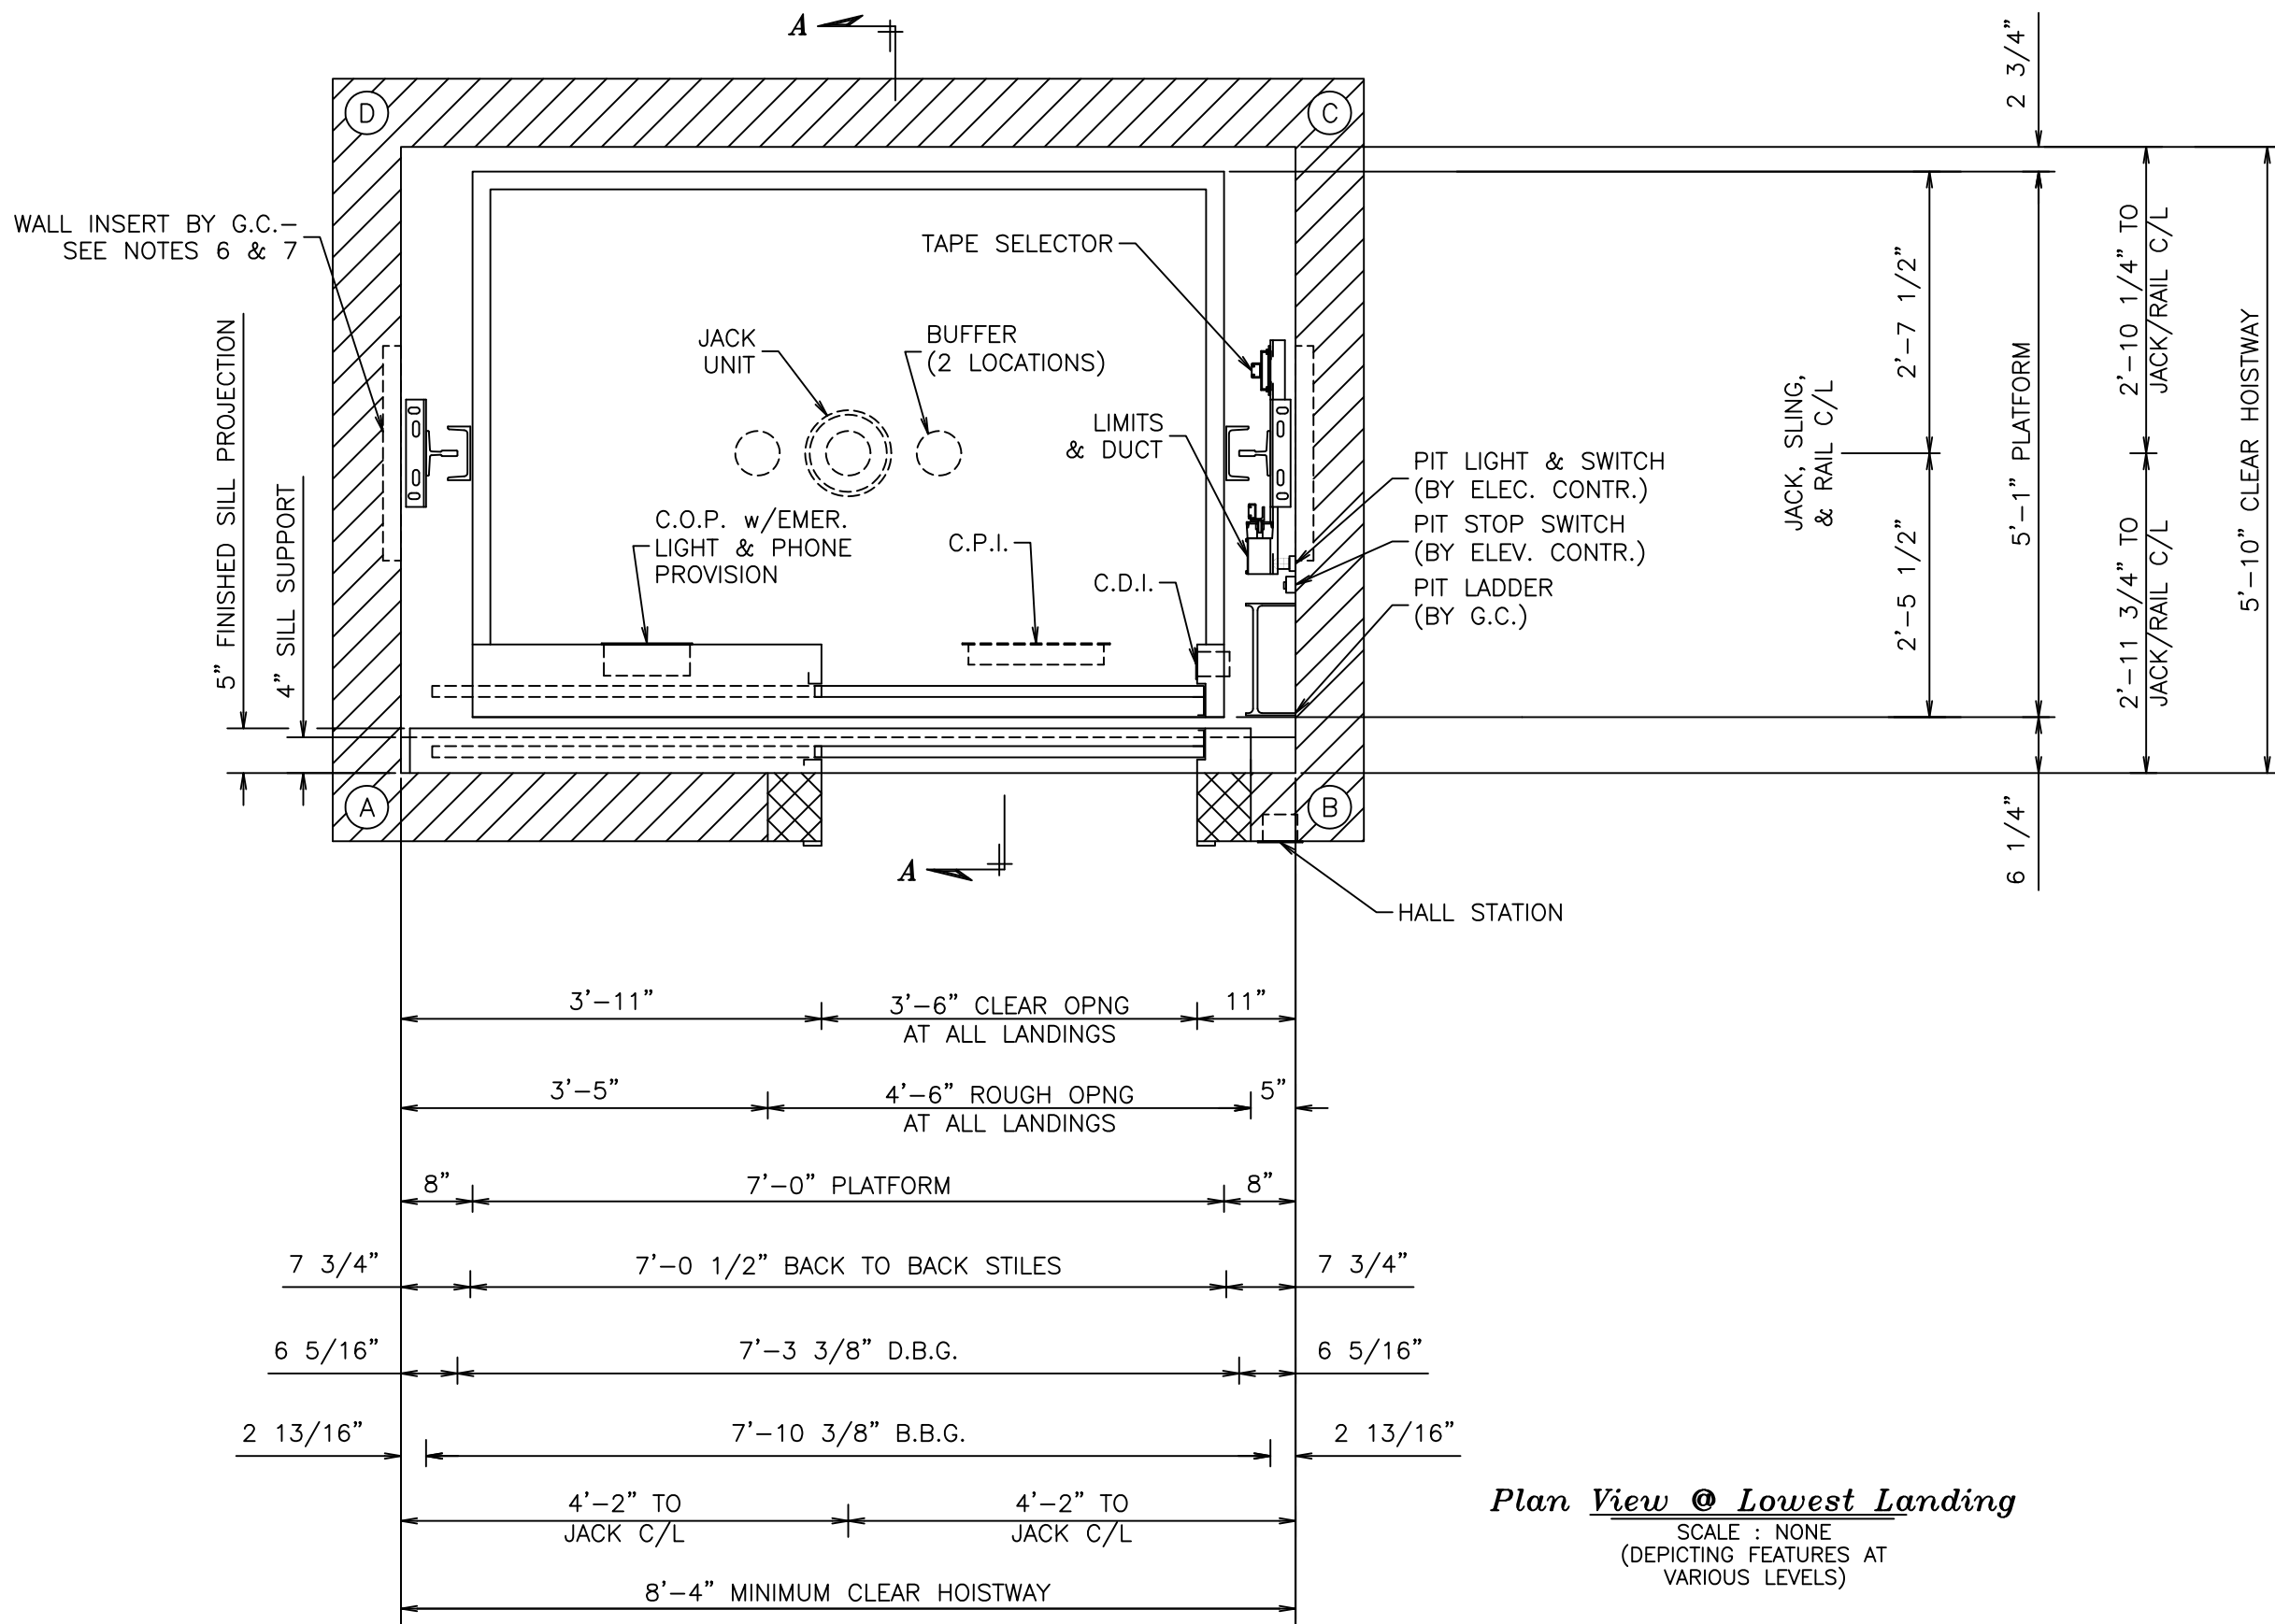 A
2 3/4"
D
C
WALL INSERT BY G.C.-
SEE NOTES 6 & 7
TAPE SELECTOR
JACK
UNIT
BUFFER
(2 LOCATIONS)
LIMITS
& DUCT
C.O.P. w/EMER.
LIGHT & PHONE
PROVISION
C.P.I.
C.D.I.
PIT LIGHT & SWITCH
(BY ELEC. CONTR.)
PIT STOP SWITCH
(BY ELEV. CONTR.)
PIT LADDER
(BY G.C.)
5" FINISHED SILL PROJECTION
4" SILL SUPPORT
JACK, SLING,
& RAIL C/L
2'-7 1/2"
2'-5 1/2"
5'-1" PLATFORM
2'-10 1/4" TO
JACK/RAIL C/L
2'-11 3/4" TO
JACK/RAIL C/L
5'-10" CLEAR HOISTWAY
6 1/4"
A
B
A
HALL STATION
3'-11"
3'-6" CLEAR OPNG
AT ALL LANDINGS
11"
3'-5"
4'-6" ROUGH OPNG
AT ALL LANDINGS
5"
8"
7'-0" PLATFORM
8"
7 3/4"
7'-0 1/2" BACK TO BACK STILES
7 3/4"
6 5/16"
7'-3 3/8" D.B.G.
6 5/16"
2 13/16"
7'-10 3/8" B.B.G.
2 13/16"
4'-2" TO
JACK C/L
4'-2" TO
JACK C/L
8'-4" MINIMUM CLEAR HOISTWAY
Plan View @ Lowest Landing
SCALE : NONE
(DEPICTING FEATURES AT
VARIOUS LEVELS)